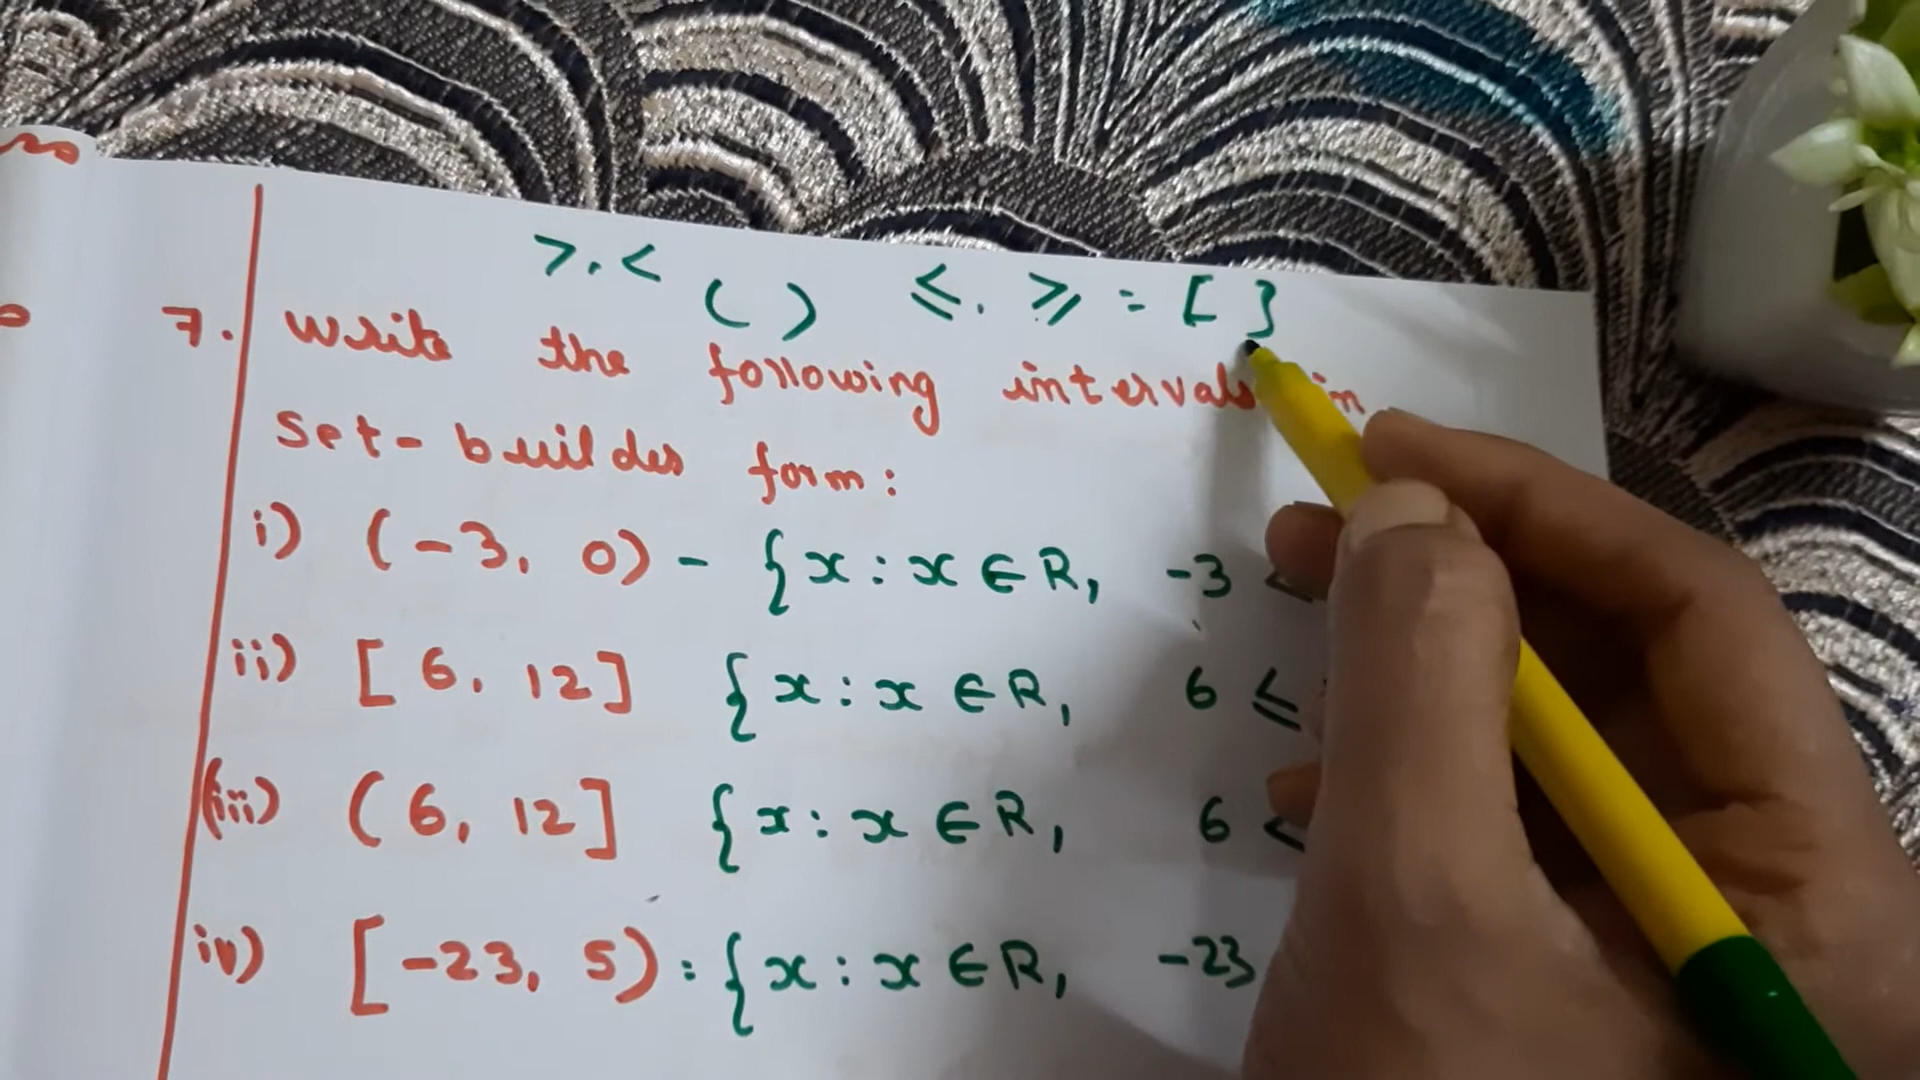 >, < ( ) ≤, ≥ = [ ]
7. Write the following intervals in
set-builder form:
i) (-3, 0) - {x : x ∈ R, -3 <
ii) [6, 12] {x : x ∈ R, 6 ≤
(iii) (6, 12] {x : x ∈ R, 6 <
iv) [-23, 5) : {x : x ∈ R, -23